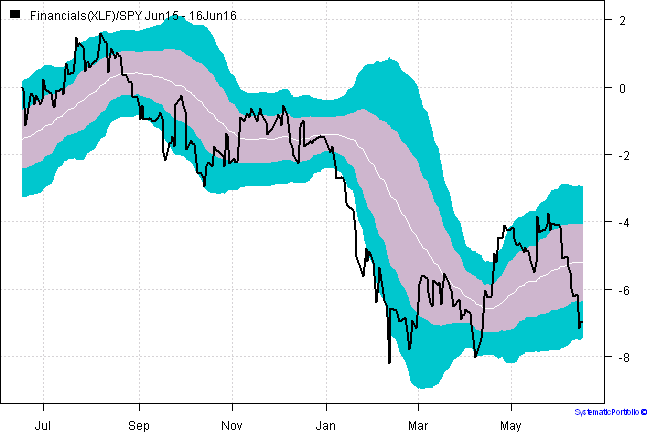 Financials(XLF)/SPY Jun15 - 16Jun16
2
0
-2
-4
-6
-8
Jul Sep Nov Jan Mar May
SystematicPortfolio ©